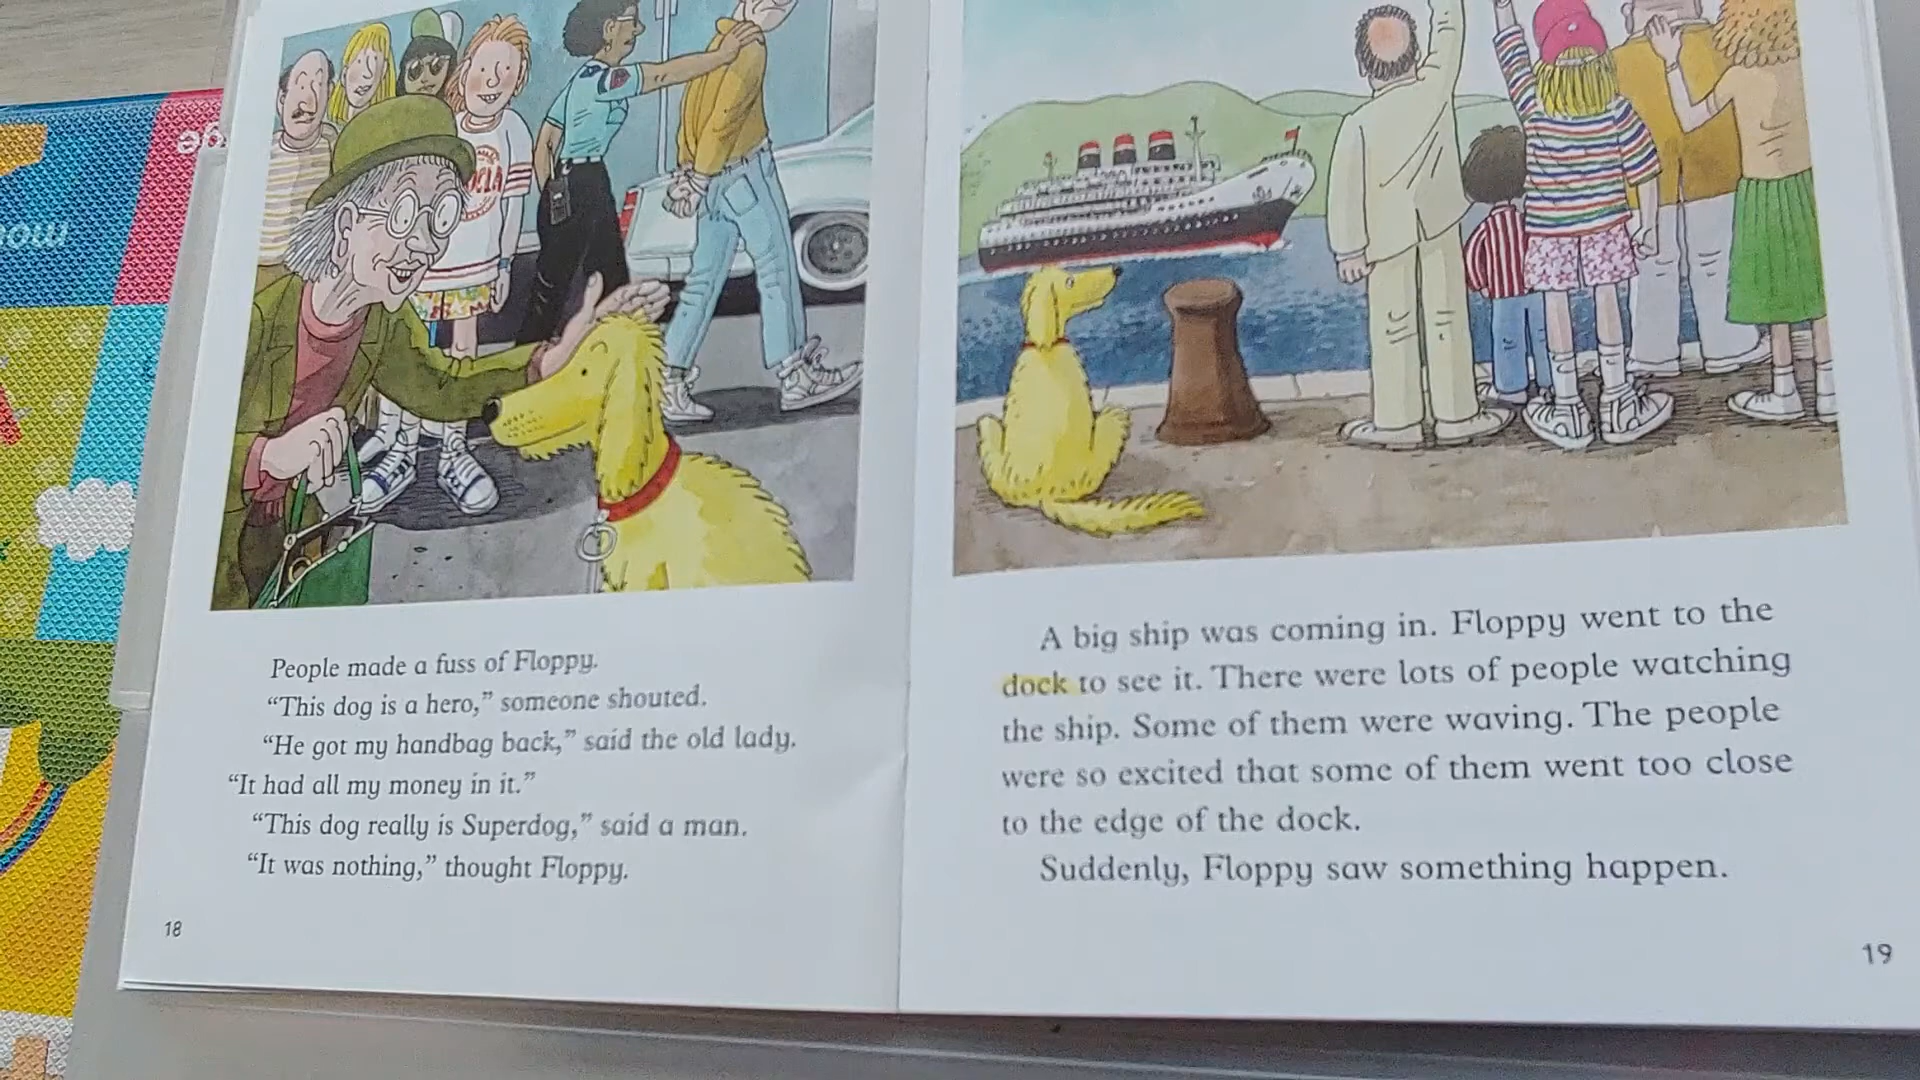 People made a fuss of Floppy.
“This dog is a hero,” someone shouted.
“He got my handbag back,” said the old lady.
“It had all my money in it.”
“This dog really is Superdog,” said a man.
“It was nothing,” thought Floppy.
18
A big ship was coming in. Floppy went to the
dock to see it. There were lots of people watching
the ship. Some of them were waving. The people
were so excited that some of them went too close
to the edge of the dock.
Suddenly, Floppy saw something happen.
19